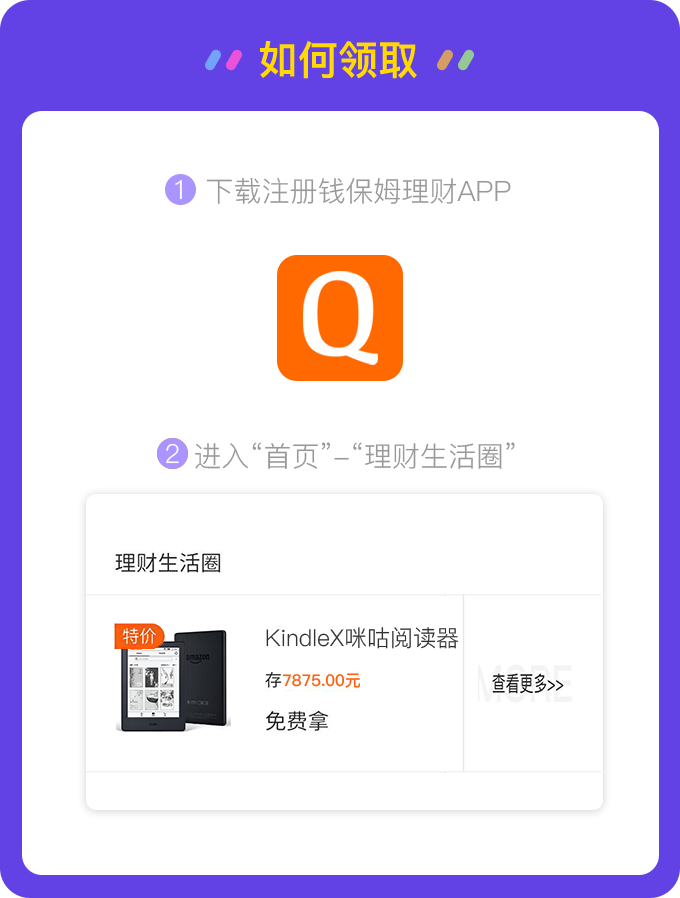 如何领取
1 下载注册钱保姆理财APP
Q
2 进入“首页”-“理财生活圈”
理财生活圈
特价
amazon
KindleX咪咕阅读器
存7875.00元
免费拿
MORE
查看更多>>